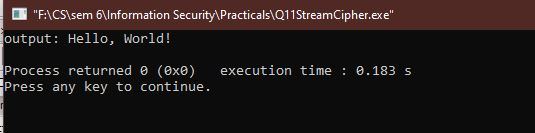 "F:\CS\sem 6\Information Security\Practicals\Q11StreamCipher.exe"
output: Hello, World!
Process returned 0 (0x0)   execution time : 0.183 s
Press any key to continue.